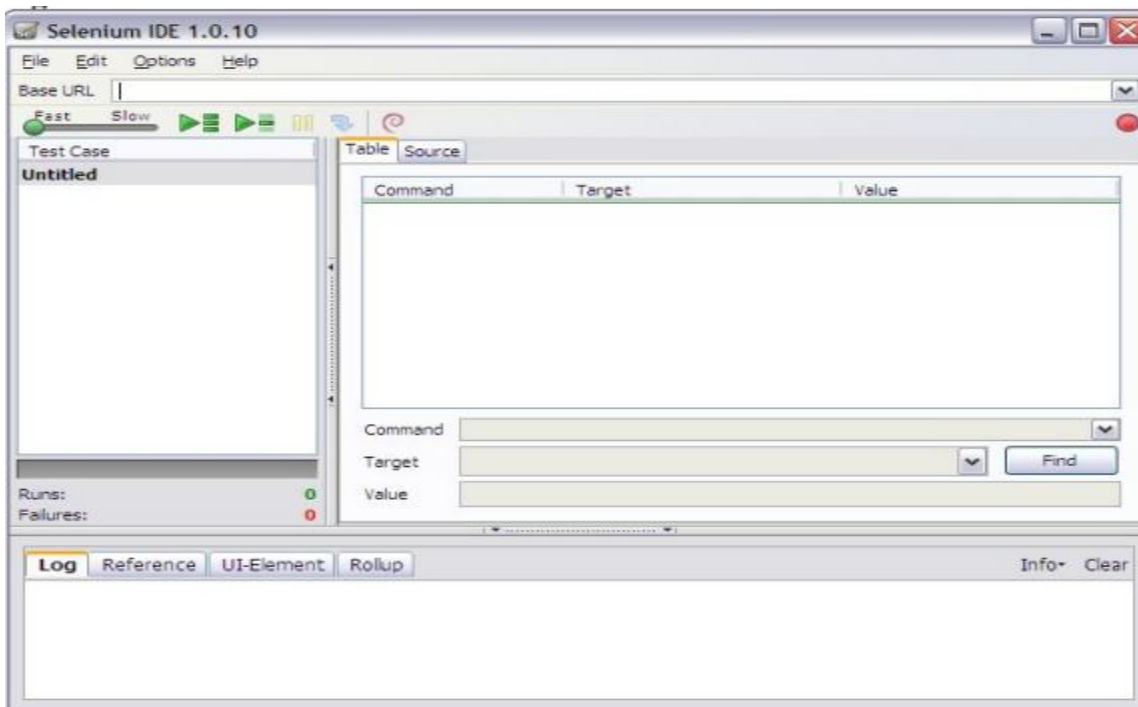 Selenium IDE 1.0.10
File Edit Options Help
Base URL
Fast Slow
Test Case
Untitled
Runs: 0
Failures: 0
Table Source
Command Target Value
Command
Target Find
Value
Log Reference UI-Element Rollup Info Clear